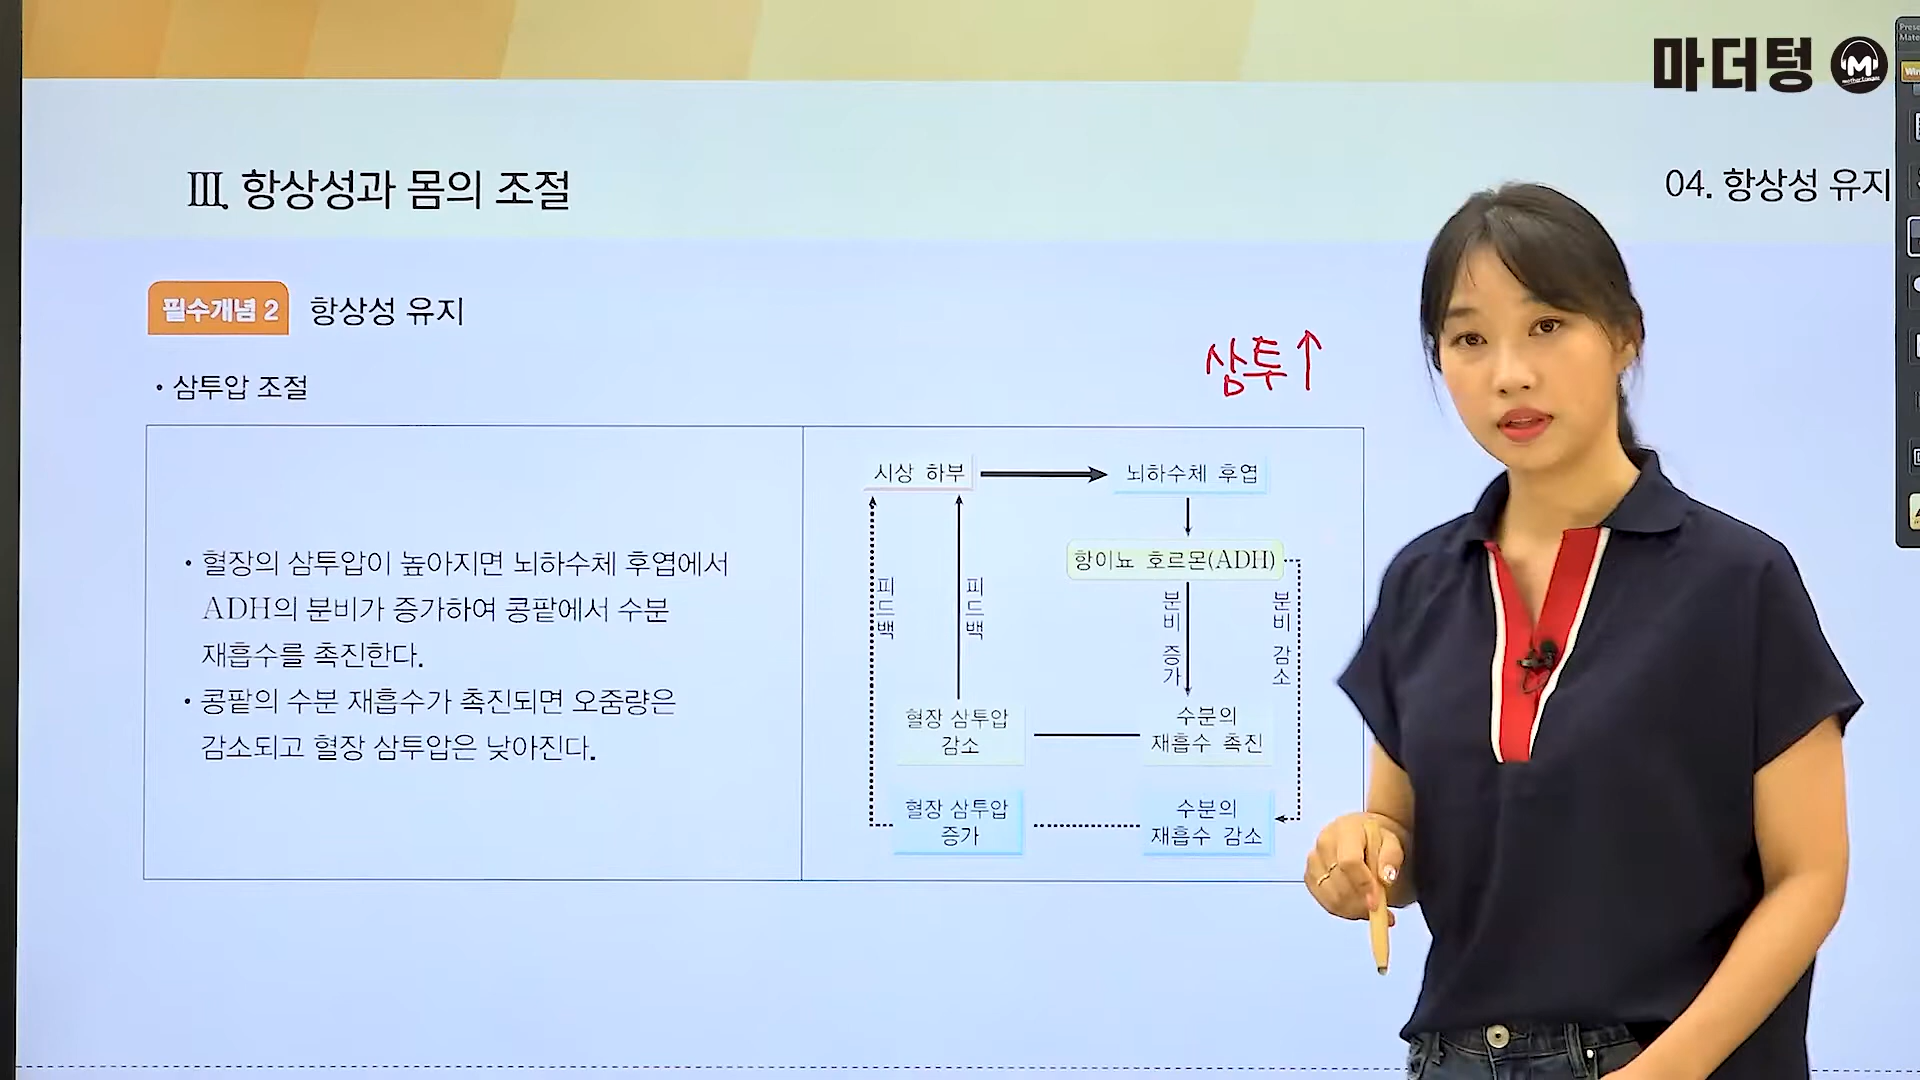 마더텅
M
Ⅲ. 항상성과 몸의 조절
04. 항상성 유지
필수개념 2
항상성 유지
삼투↑
• 삼투압 조절
• 혈장의 삼투압이 높아지면 뇌하수체 후엽에서
ADH의 분비가 증가하여 콩팥에서 수분
재흡수를 촉진한다.
• 콩팥의 수분 재흡수가 촉진되면 오줌량은
감소되고 혈장 삼투압은 낮아진다.
시상 하부
뇌하수체 후엽
항이뇨 호르몬(ADH)
피드백
피드백
분비 증가
분비 감소
혈장 삼투압
감소
수분의
재흡수 촉진
혈장 삼투압
증가
수분의
재흡수 감소